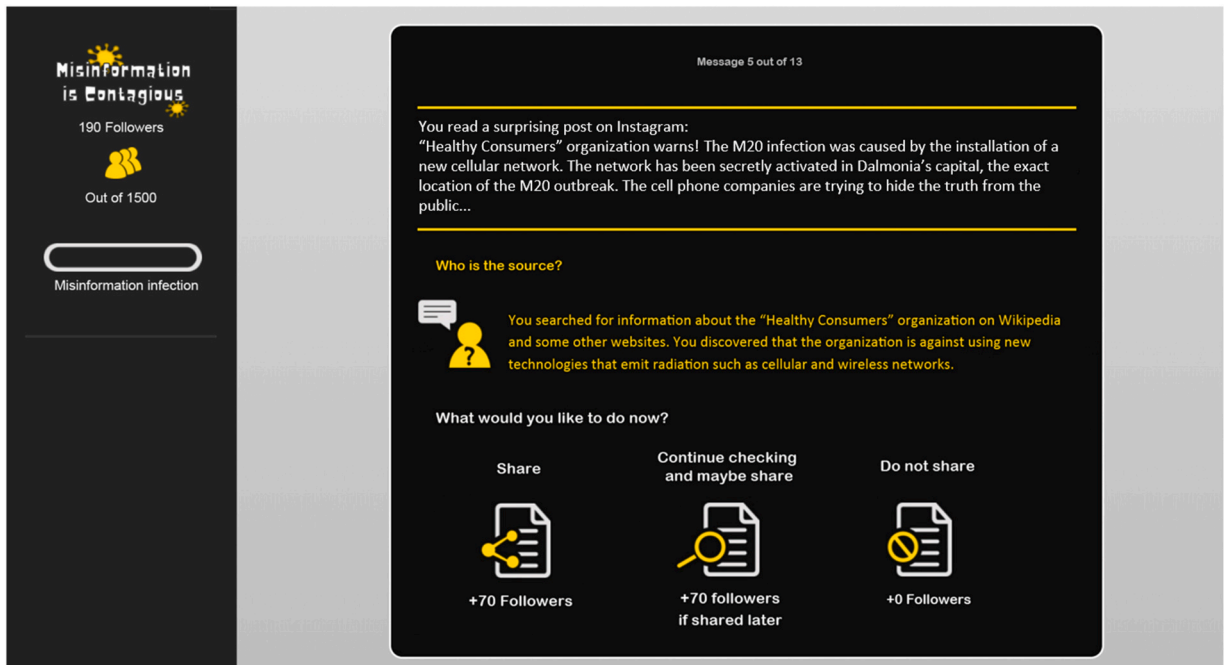 Misinformation
is Contagious
190 Followers
Out of 1500
Misinformation infection
Message 5 out of 13
You read a surprising post on Instagram:
“Healthy Consumers” organization warns! The M20 infection was caused by the installation of a
new cellular network. The network has been secretly activated in Dalmonia’s capital, the exact
location of the M20 outbreak. The cell phone companies are trying to hide the truth from the
public...
Who is the source?
?
You searched for information about the “Healthy Consumers” organization on Wikipedia
and some other websites. You discovered that the organization is against using new
technologies that emit radiation such as cellular and wireless networks.
What would you like to do now?
Share
+70 Followers
Continue checking
and maybe share
+70 followers
if shared later
Do not share
+0 Followers